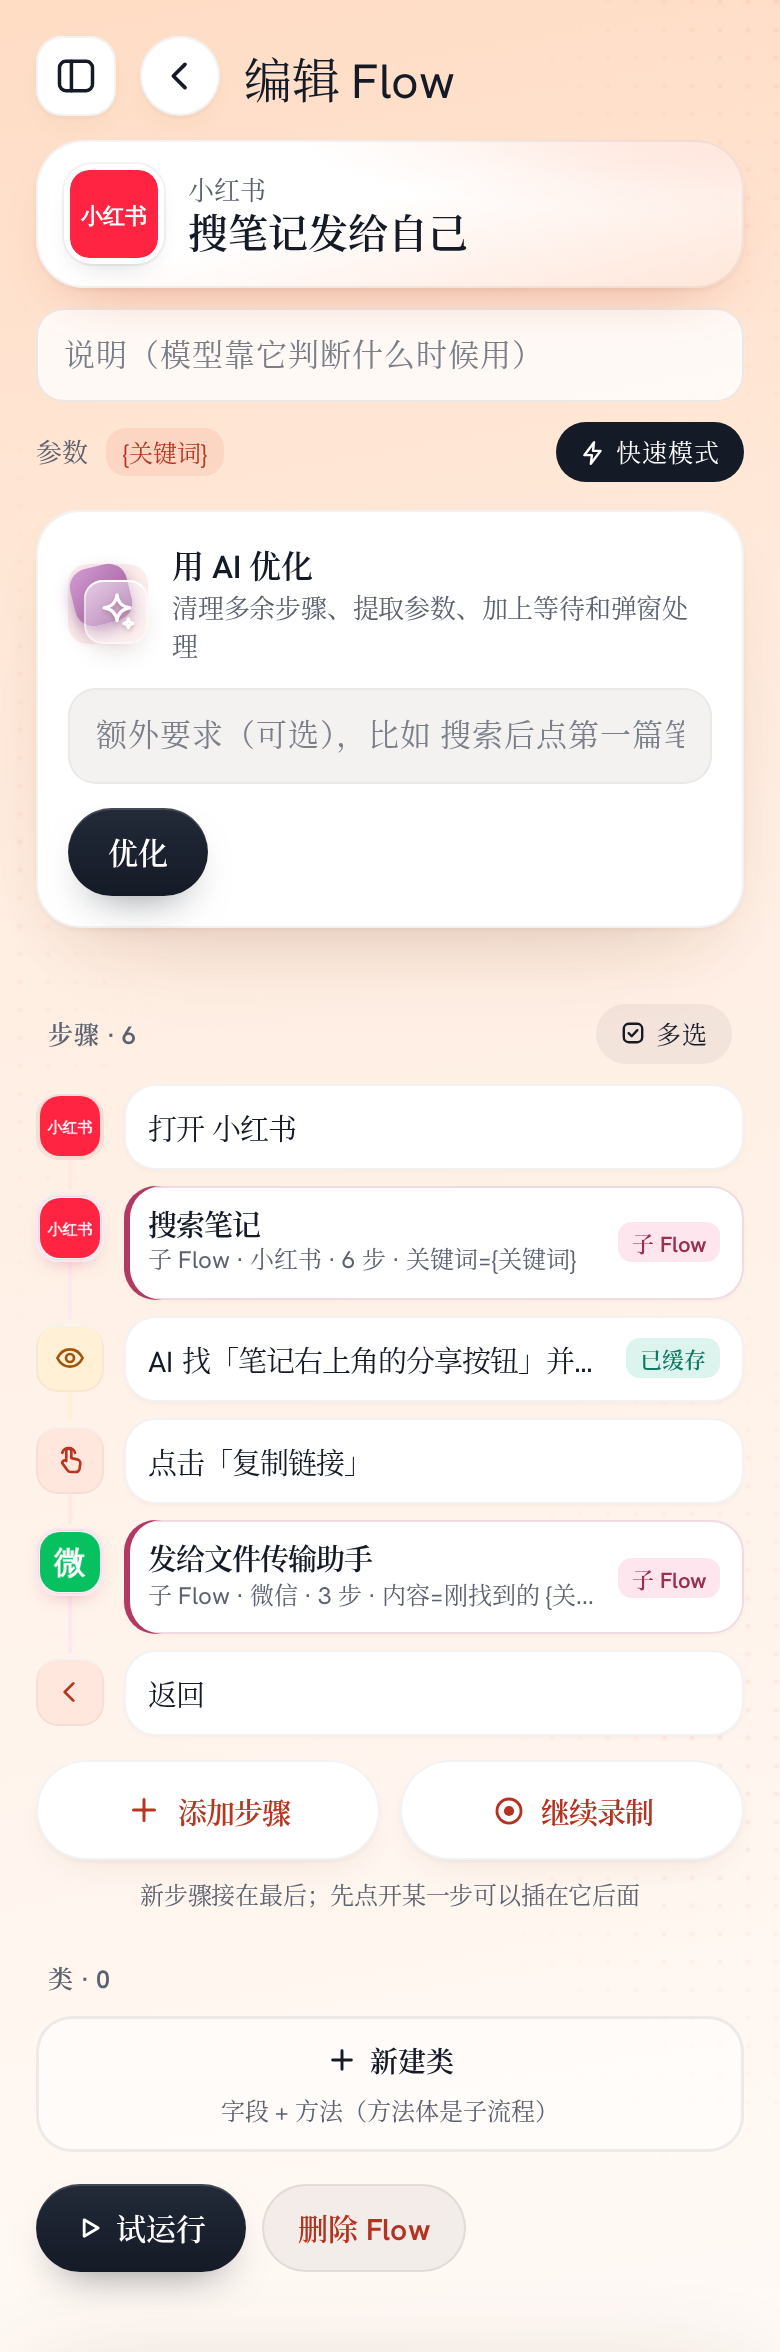 编辑 Flow
小红书
小红书
搜笔记发给自己
说明（模型靠它判断什么时候用）
参数 {关键词} 快速模式
用 AI 优化
清理多余步骤、提取参数、加上等待和弹窗处
理
额外要求（可选），比如 搜索后点第一篇笔
优化
步骤 · 6 多选
小红书 打开 小红书
小红书 搜索笔记
子 Flow · 小红书 · 6 步 · 关键词={关键词} 子 Flow
AI 找「笔记右上角的分享按钮」并... 已缓存
点击「复制链接」
微 发给文件传输助手
子 Flow · 微信 · 3 步 · 内容=刚找到的 {关... 子 Flow
返回
添加步骤 继续录制
新步骤接在最后；先点开某一步可以插在它后面
类 · 0
新建类
字段 + 方法（方法体是子流程）
试运行 删除 Flow